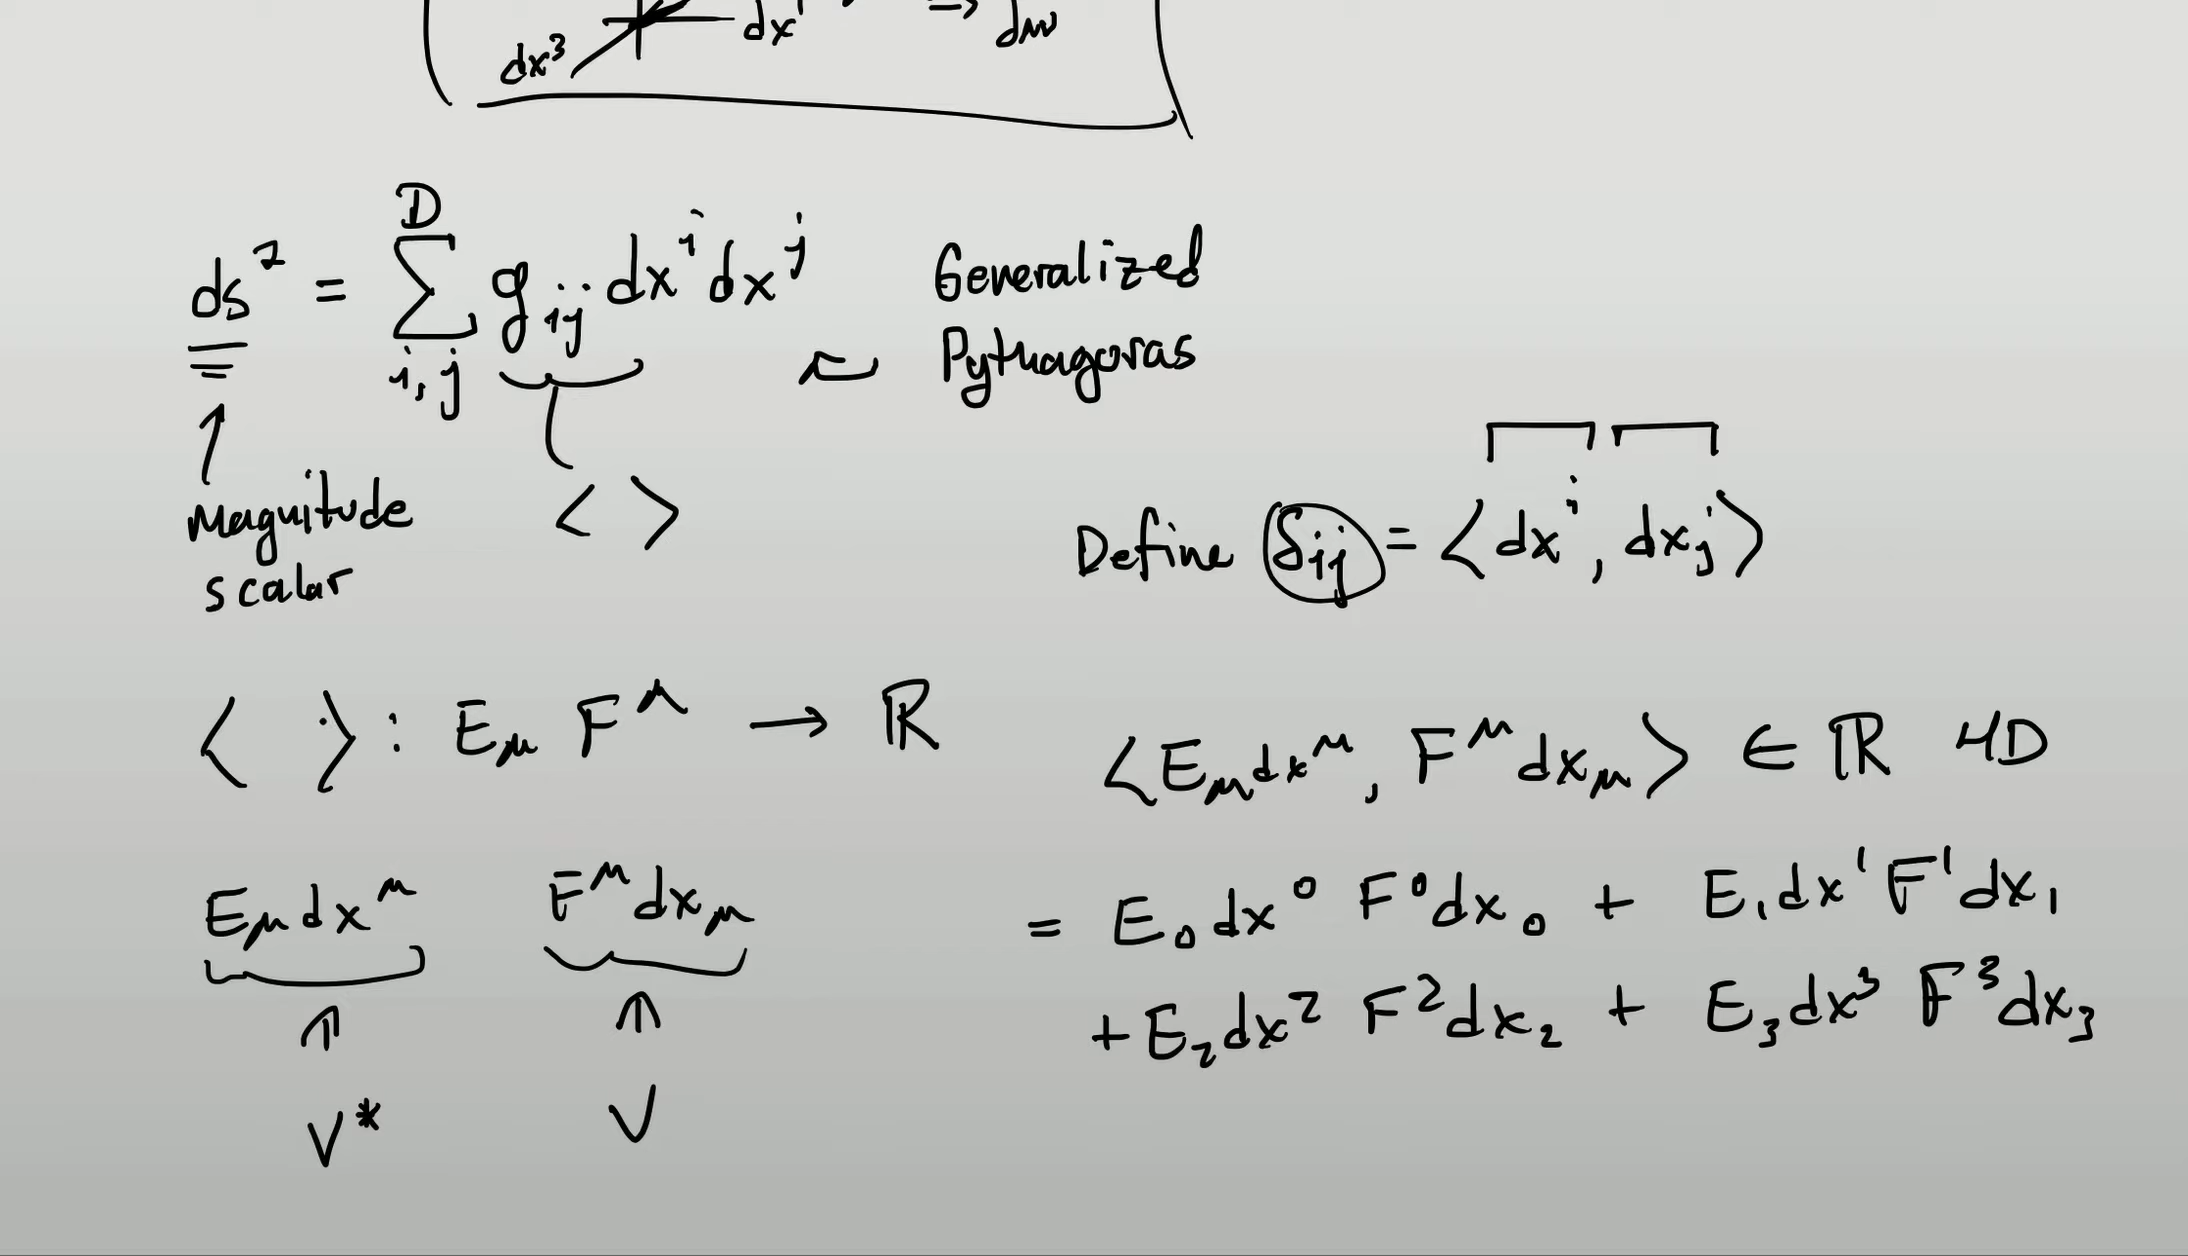 dx³ dx¹ ⇒ dw
ds² = ∑_{i,j}^{D} g_{ij} dx^i dx^j Generalized
Pythagoras
Magnitude
scalar
< >
Define δ_{ij} = ⟨dx^i, dx_j⟩
⟨ ⟩ : E_μ F^μ → ℝ
⟨E_μ dx^μ, F^μ dx_μ⟩ ∈ ℝ 4D
E_μ dx^μ F^μ dx_μ
= E_0 dx^0 F^0 dx_0 + E_1 dx^1 F^1 dx_1
+ E_2 dx^2 F^2 dx_2 + E_3 dx^3 F^3 dx_3
V* V